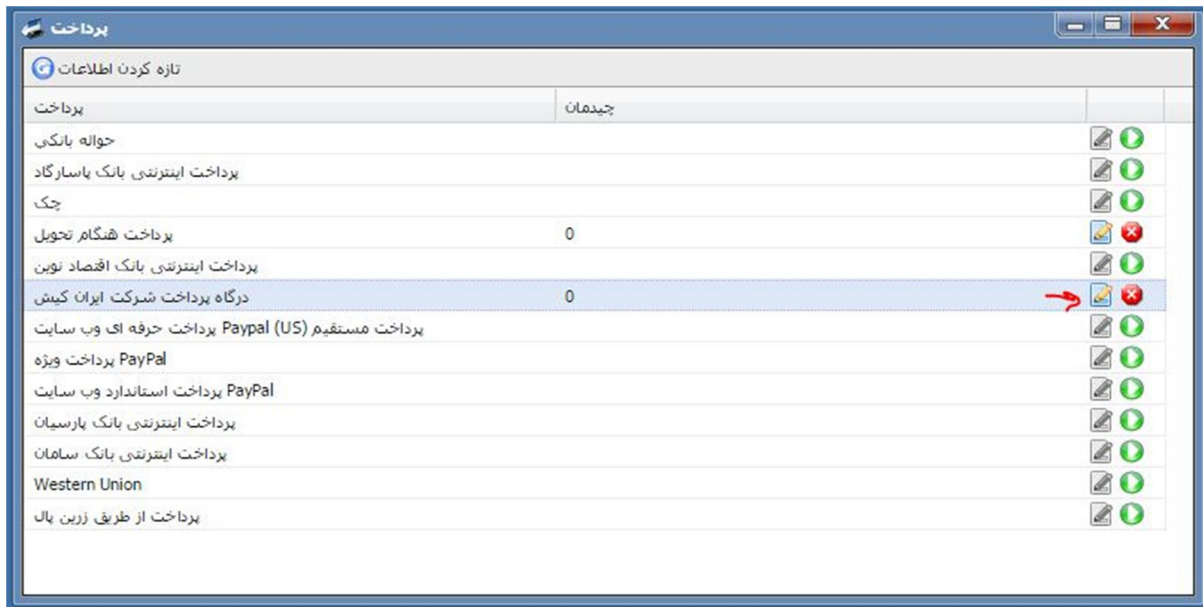 پرداخت
تازه کردن اطلاعات
پرداخت چیدمان
حواله بانکی
پرداخت اینترنتی بانک پاسارگاد
چک
پرداخت هنگام تحویل 0
پرداخت اینترنتی بانک اقتصاد نوین
درگاه پرداخت شرکت ایران کیش 0
پرداخت مستقیم Paypal (US) پرداخت حرفه ای وب سایت
PayPal پرداخت ویژه
PayPal پرداخت استاندارد وب سایت
پرداخت اینترنتی بانک پارسیان
پرداخت اینترنتی بانک سامان
Western Union
پرداخت از طریق زرین پال